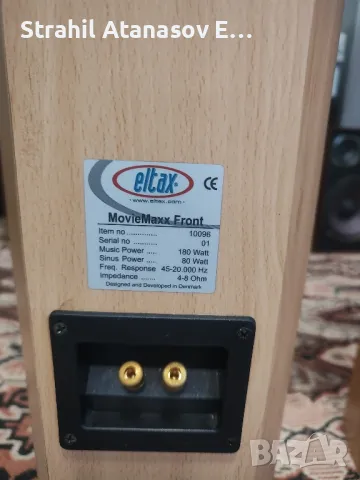 Strahil Atanasov E...
eltax
- www.eltax.com -
CE
MovieMaxx Front
Item no .............. 10096
Serial no ............ 01
Music Power ..... 180 Watt
Sinus Power ..... 80 Watt
Freq. Response 45-20.000 Hz
Impedance ....... 4-8 Ohm
Designed and Developed in Denmark
BAZAR